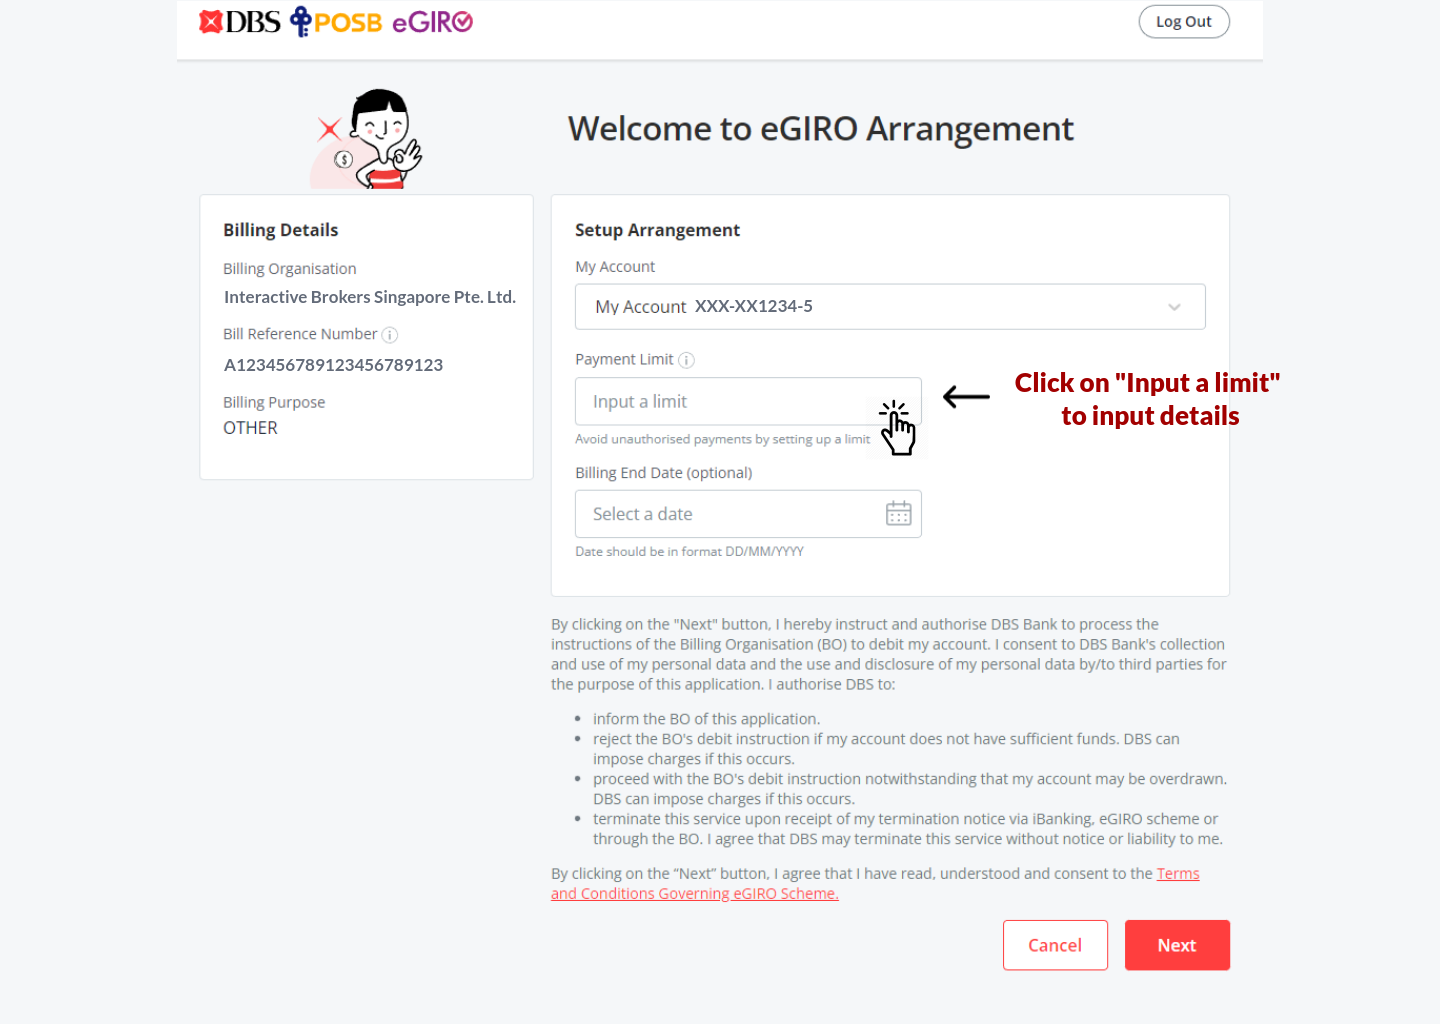 DBS POSB eGIRO
Log Out
Welcome to eGIRO Arrangement
$
Billing Details
Billing Organisation
Interactive Brokers Singapore Pte. Ltd.
Bill Reference Number i
A123456789123456789123
Billing Purpose
OTHER
Setup Arrangement
My Account
My Account XXX-XX1234-5
Payment Limit i
Input a limit
Avoid unauthorised payments by setting up a limit
Click on "Input a limit"
to input details
Billing End Date (optional)
Select a date
Date should be in format DD/MM/YYYY
By clicking on the "Next" button, I hereby instruct and authorise DBS Bank to process the
instructions of the Billing Organisation (BO) to debit my account. I consent to DBS Bank's collection
and use of my personal data and the use and disclosure of my personal data by/to third parties for
the purpose of this application. I authorise DBS to:
• inform the BO of this application.
• reject the BO's debit instruction if my account does not have sufficient funds. DBS can
impose charges if this occurs.
• proceed with the BO's debit instruction notwithstanding that my account may be overdrawn.
DBS can impose charges if this occurs.
• terminate this service upon receipt of my termination notice via iBanking, eGIRO scheme or
through the BO. I agree that DBS may terminate this service without notice or liability to me.
By clicking on the “Next” button, I agree that I have read, understood and consent to the Terms
and Conditions Governing eGIRO Scheme.
Cancel
Next